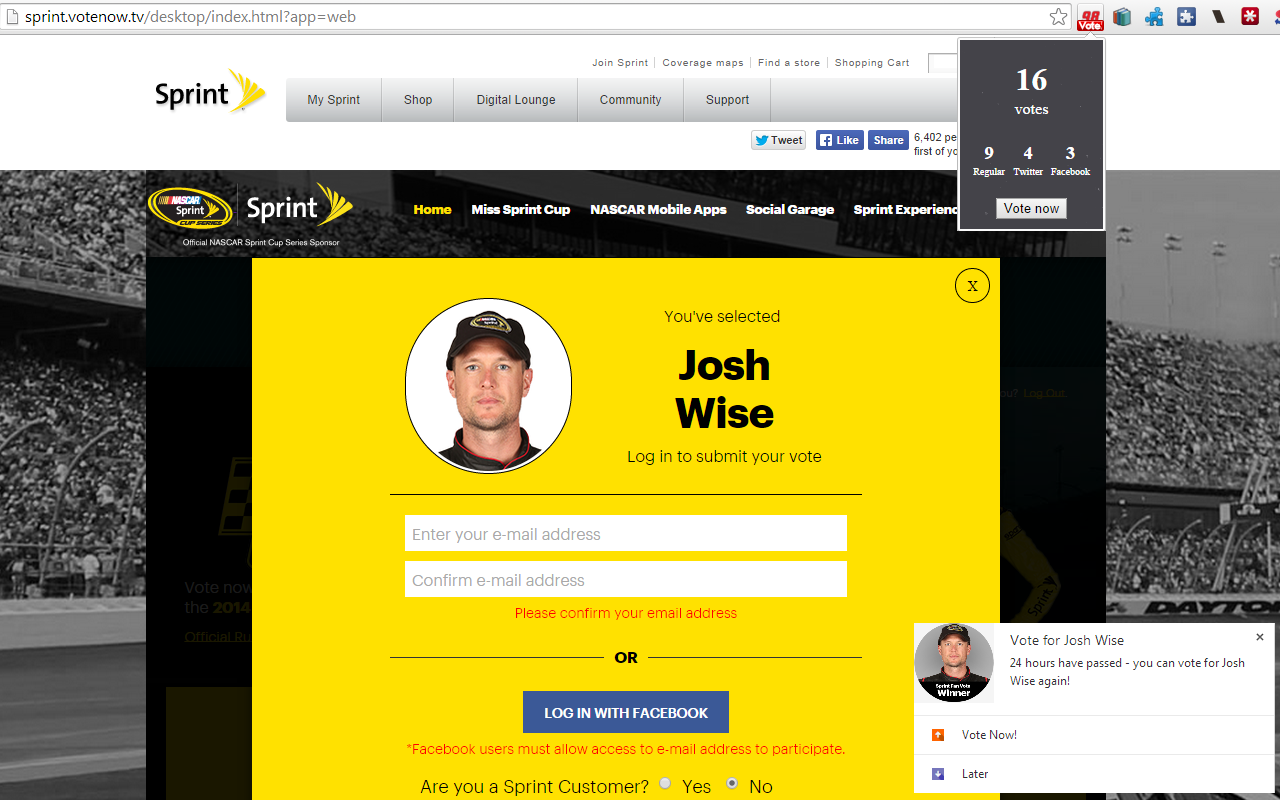 sprint.votenow.tv/desktop/index.html?app=web
98
Vote
Join Sprint
Coverage maps
Find a store
Shopping Cart
Sprint
My Sprint
Shop
Digital Lounge
Community
Support
Tweet
Like
Share
6,402 pe
first of yo
16
votes
9
4
3
Regular
Twitter
Facebook
Vote now
NASCAR
Sprint
CUP SERIES
Sprint
Official NASCAR Sprint Cup Series Sponsor
Home
Miss Sprint Cup
NASCAR Mobile Apps
Social Garage
Sprint Experienc
X
You've selected
Josh
Wise
Log in to submit your vote
ou? Log Out.
Enter your e-mail address
Confirm e-mail address
Please confirm your email address
Vote now
the 2014
Official Ru
Sprint
DAYTON
OR
LOG IN WITH FACEBOOK
*Facebook users must allow access to e-mail address to participate.
Are you a Sprint Customer?
Yes
No
Sprint Fan Vote
Winner
Vote for Josh Wise
24 hours have passed - you can vote for Josh
Wise again!
Vote Now!
Later